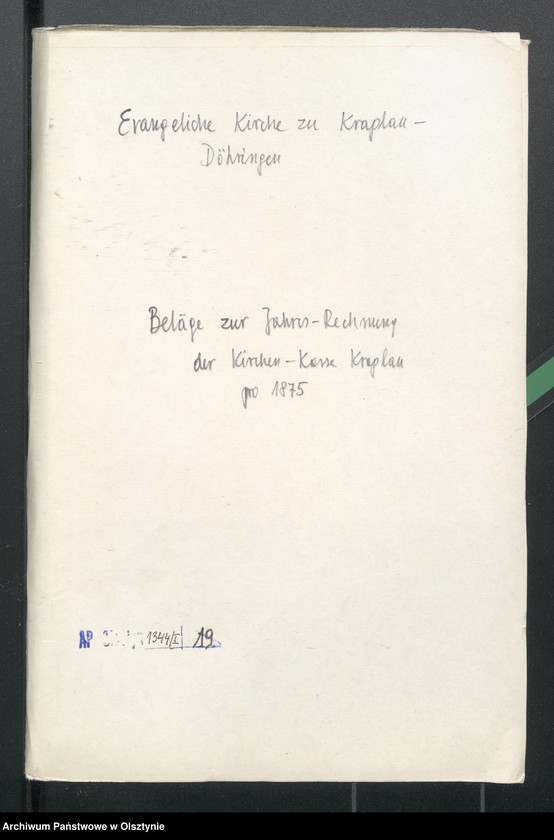 Evangeliche Kirche zu Kraplau –
Döhringen
Beläge zur Jahres-Rechnung
der Kirchen-Kasse Kraplau
pro 1875
AP 1344/I 19
Archiwum Państwowe w Olsztynie